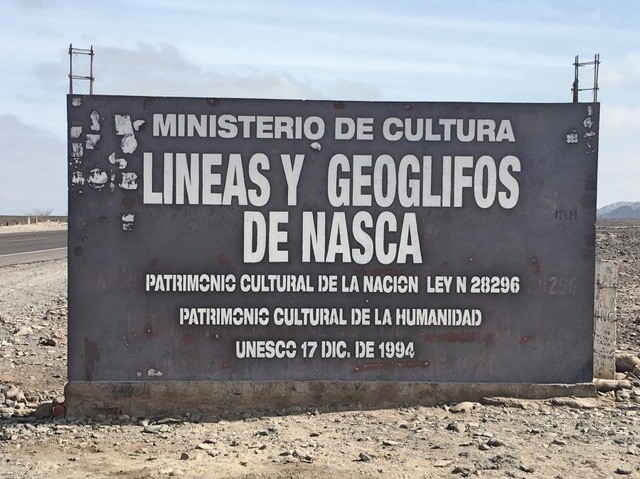 MINISTERIO DE CULTURA
LINEAS Y GEOGLIFOS
DE NASCA
PATRIMONIO CULTURAL DE LA NACION LEY N 28296
PATRIMONIO CULTURAL DE LA HUMANIDAD
UNESCO 17 DIC. DE 1994